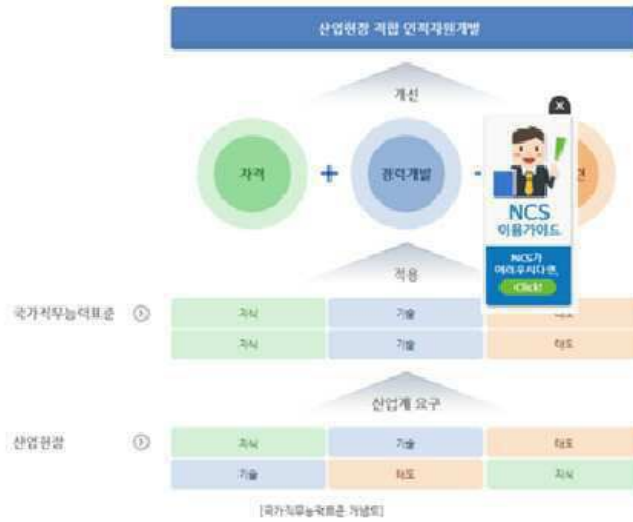 산업현장 적합 인적자원개발
개선
자격
+
경력개발
NCS
이용가이드
NCS가
어려우시다면,
Click!
적용
국가직무능력표준
지식 기술 태도
지식 기술 태도
산업계 요구
산업현장
지식 기술 태도
기술 태도 지식
[국가직무능력표준 개념도]